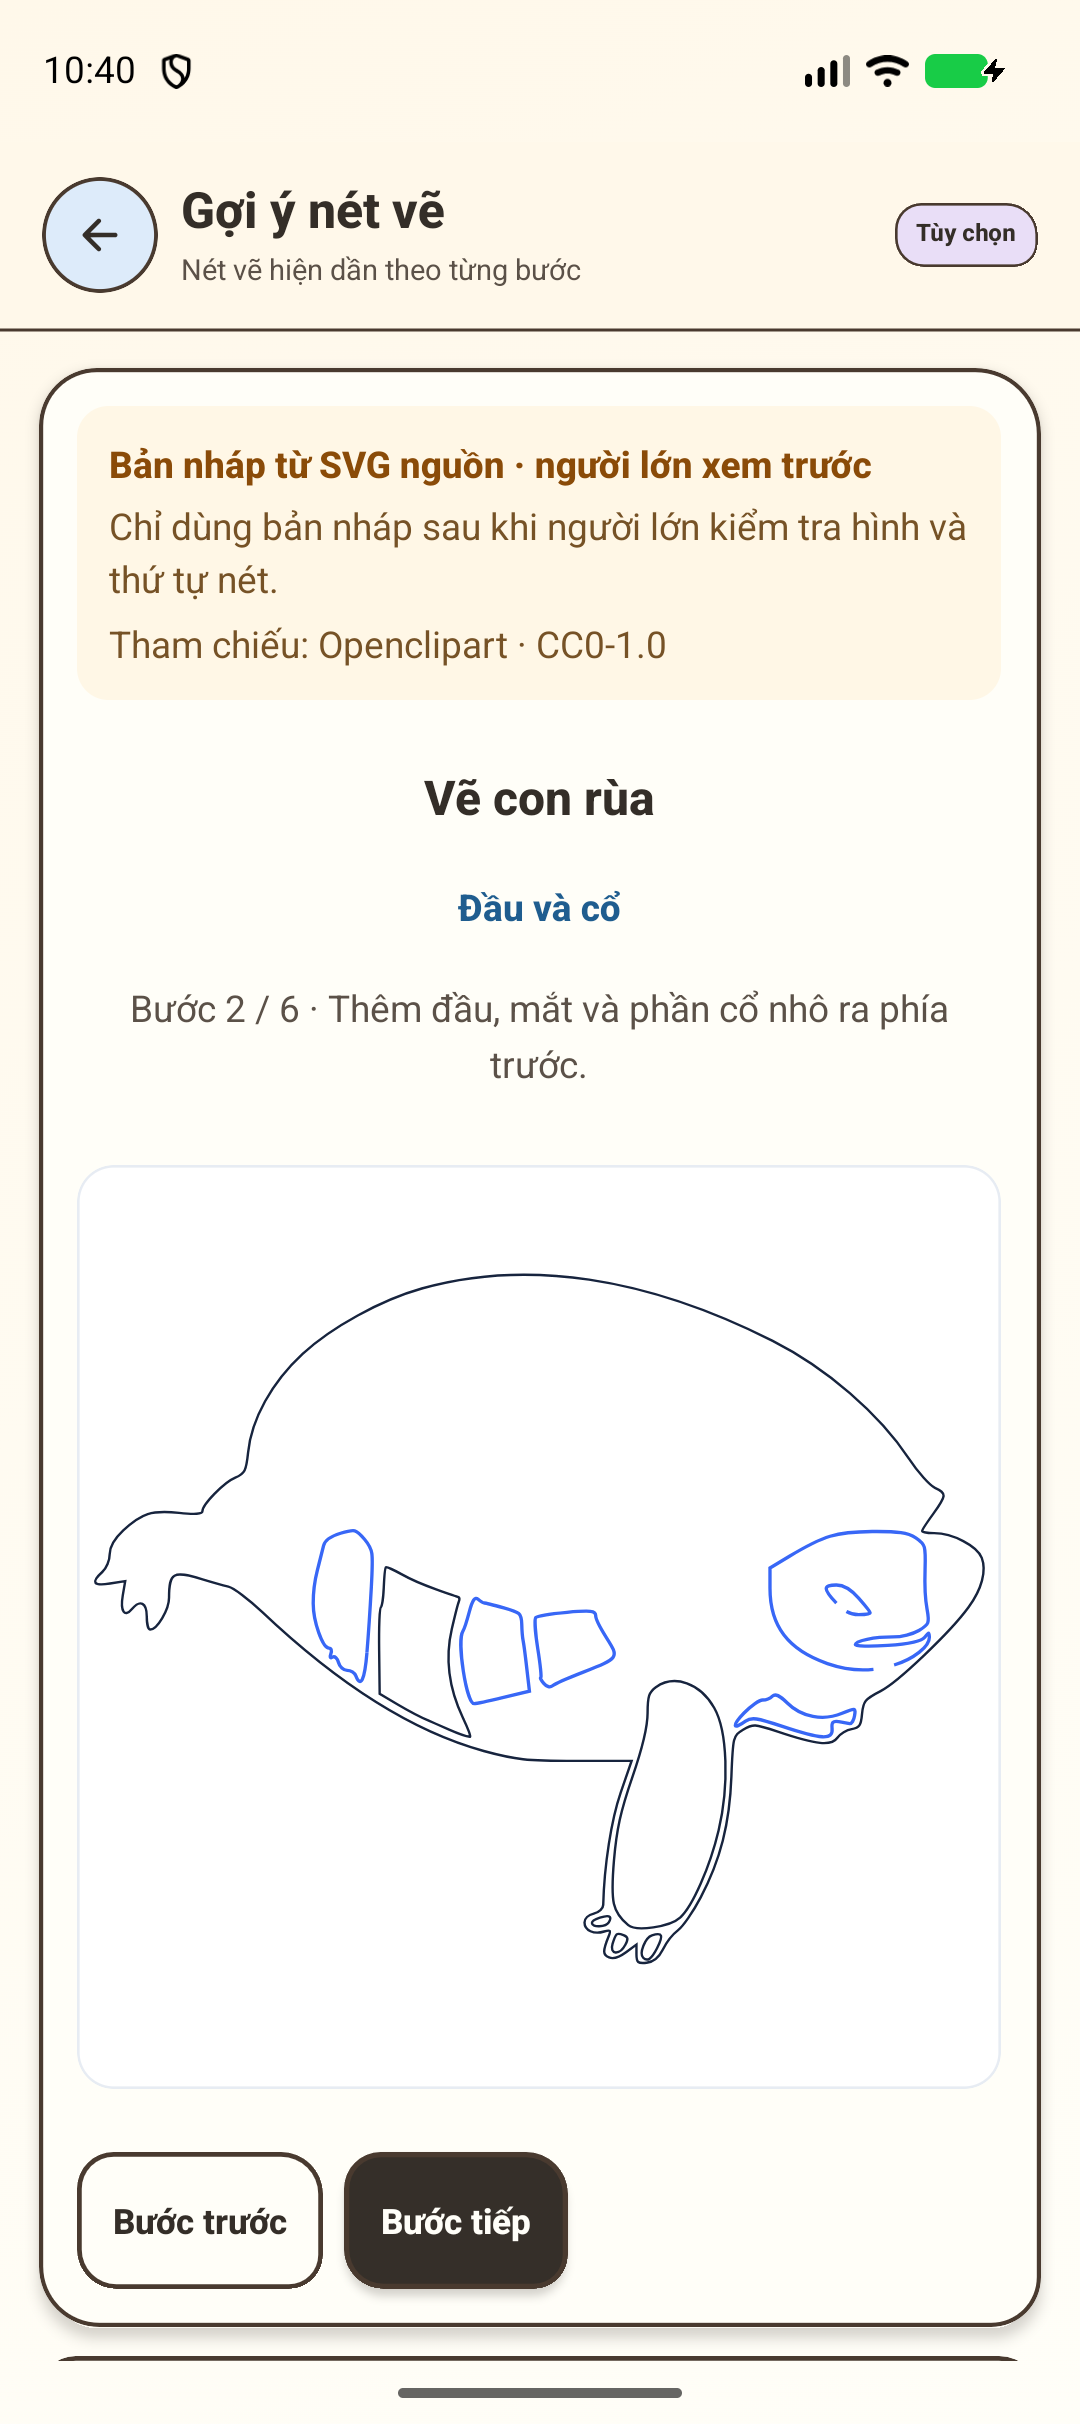 10:40
Gợi ý nét vẽ
Nét vẽ hiện dần theo từng bước
Tùy chọn
Bản nháp từ SVG nguồn · người lớn xem trước
Chỉ dùng bản nháp sau khi người lớn kiểm tra hình và
thứ tự nét.
Tham chiếu: Openclipart · CC0-1.0
Vẽ con rùa
Đầu và cổ
Bước 2 / 6 · Thêm đầu, mắt và phần cổ nhô ra phía
trước.
Bước trước
Bước tiếp